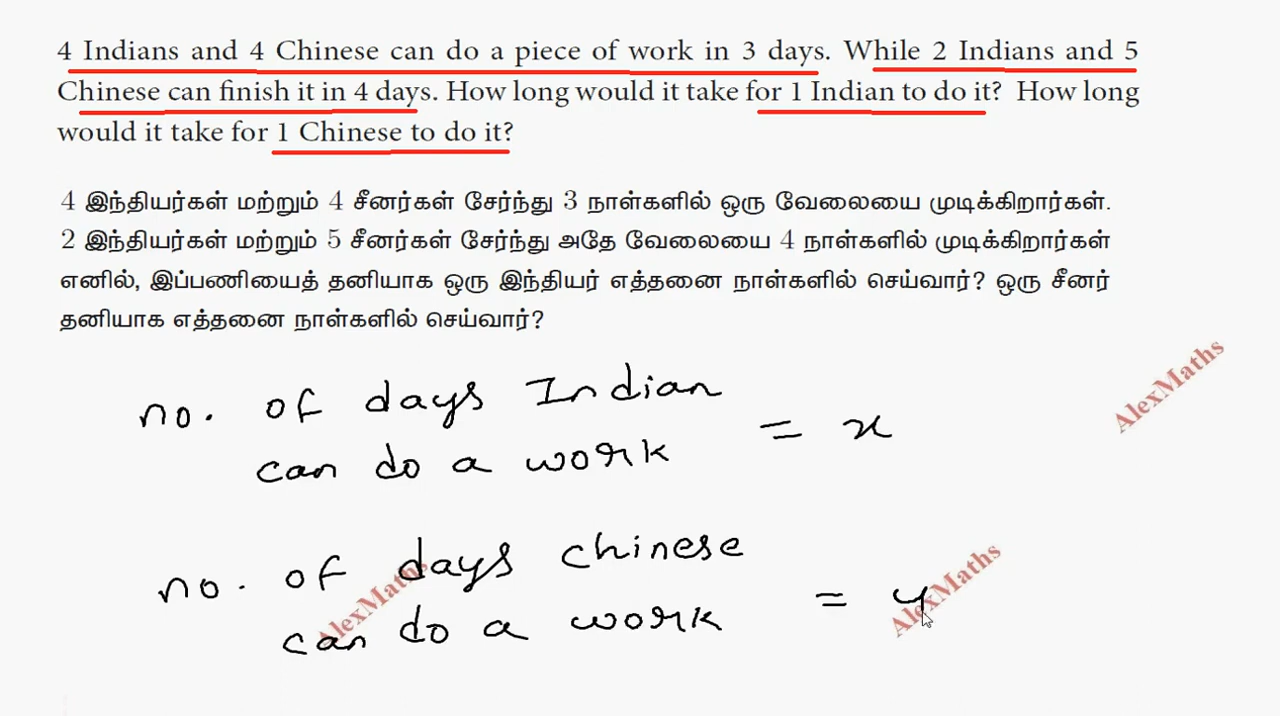 4 Indians and 4 Chinese can do a piece of work in 3 days. While 2 Indians and 5
Chinese can finish it in 4 days. How long would it take for 1 Indian to do it? How long
would it take for 1 Chinese to do it?
4 இந்தியர்கள் மற்றும் 4 சீனர்கள் சேர்ந்து 3 நாள்களில் ஒரு வேலையை முடிக்கிறார்கள்.
2 இந்தியர்கள் மற்றும் 5 சீனர்கள் சேர்ந்து அதே வேலையை 4 நாள்களில் முடிக்கிறார்கள்
எனில், இப்பணியைத் தனியாக ஒரு இந்தியர் எத்தனை நாள்களில் செய்வார்? ஒரு சீனர்
தனியாக எத்தனை நாள்களில் செய்வார்?
AlexMaths
no. of days Indian
can do a work = x
no. of days chinese
can do a work = y
AlexMaths
AlexMaths